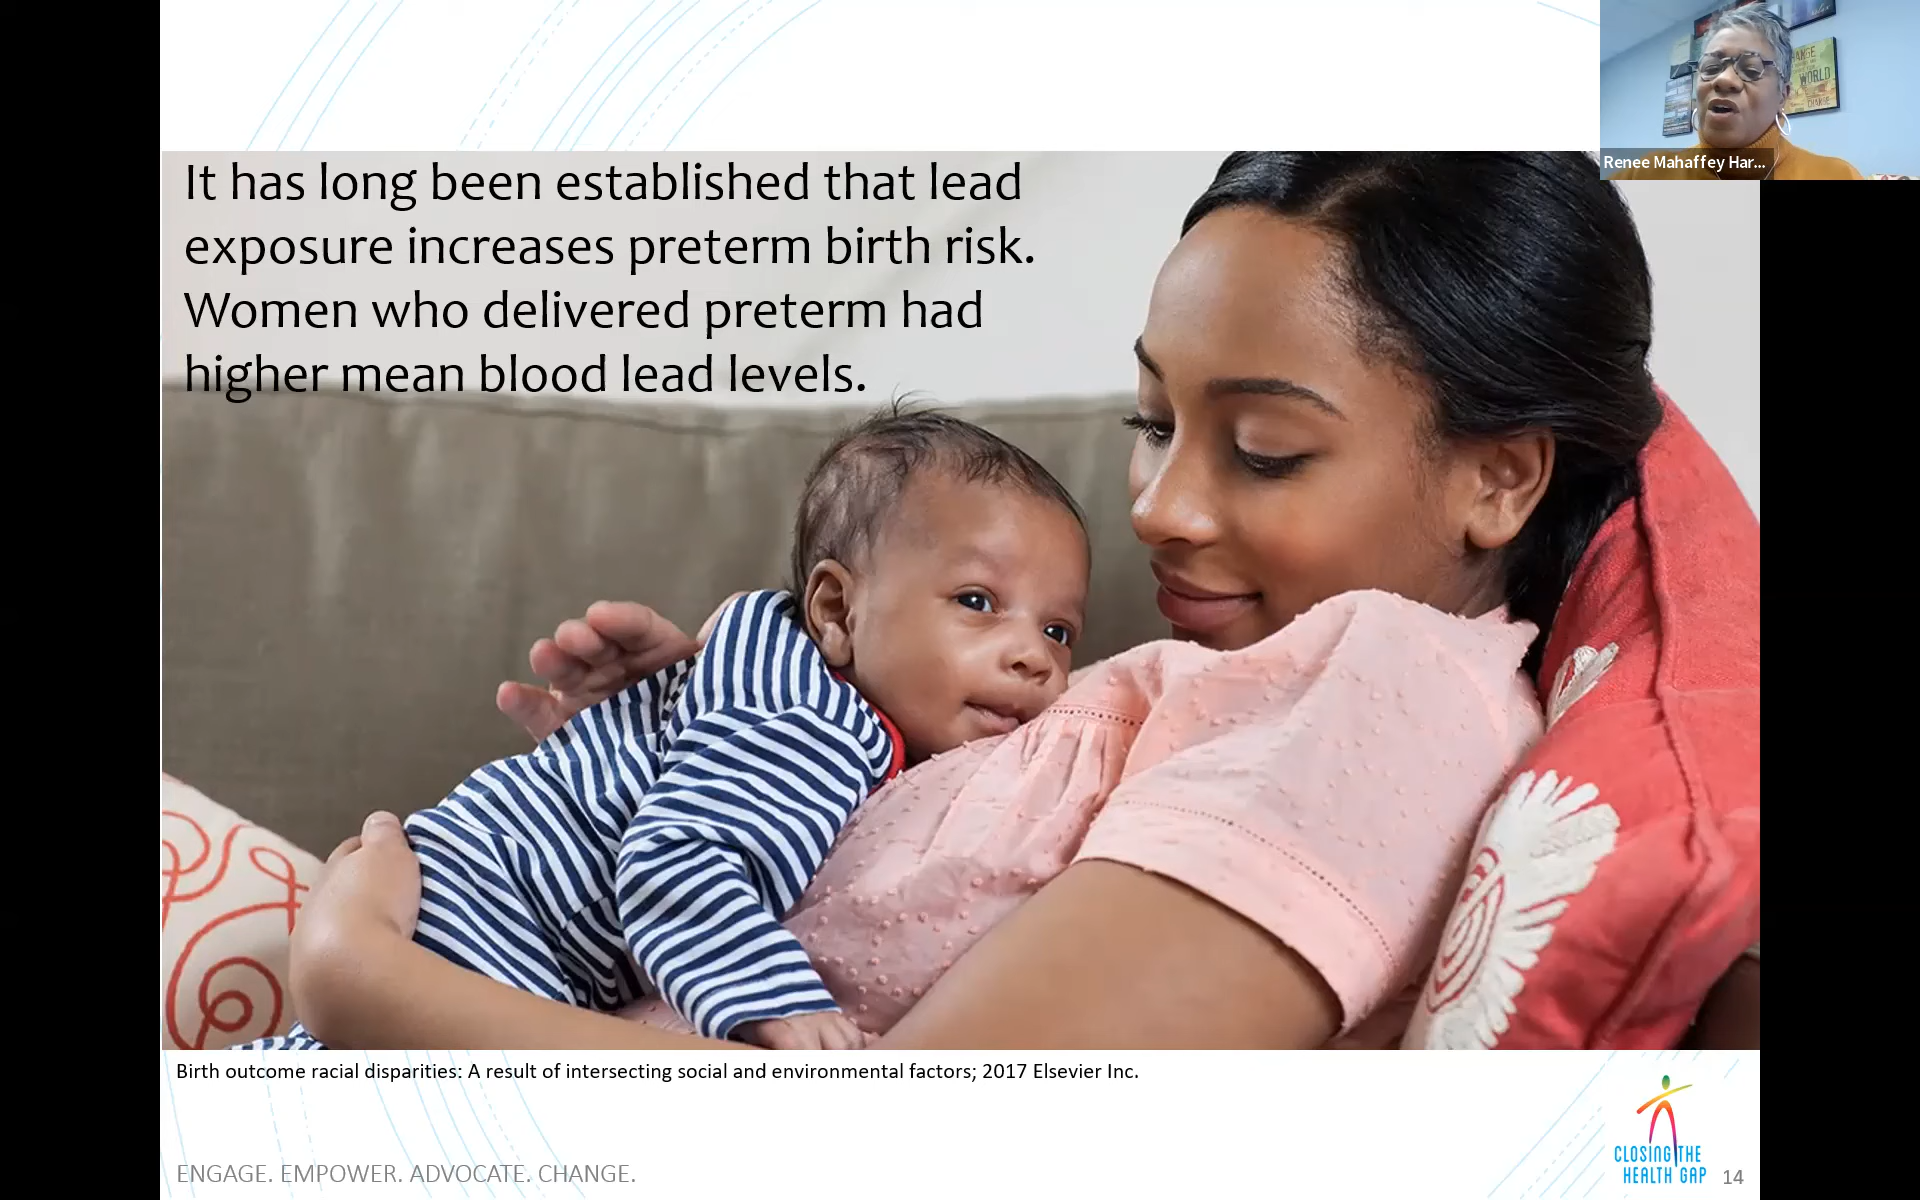 It has long been established that lead
exposure increases preterm birth risk.
Women who delivered preterm had
higher mean blood lead levels.
WORLD
CHANGE
Renee Mahaffey Har...
Birth outcome racial disparities: A result of intersecting social and environmental factors; 2017 Elsevier Inc.
ENGAGE. EMPOWER. ADVOCATE. CHANGE.
CLOSING THE
HEALTH GAP
14